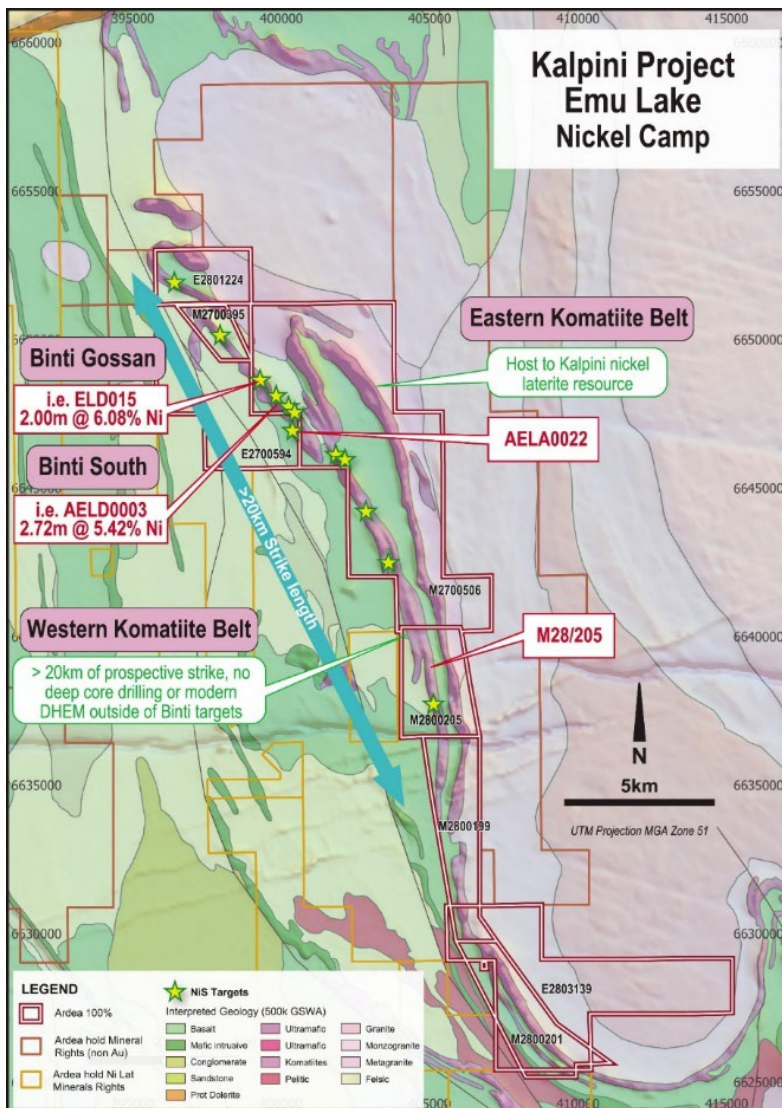 395000
400000
405000
410000
415000
6660000
Kalpini Project
Emu Lake
Nickel Camp
6655000
6655000
E2801224
M2700395
Eastern Komatiite Belt
6650000
Binti Gossan
Host to Kalpini nickel
laterite resource
i.e. ELD015
2.00m @ 6.08% Ni
AELA0022
Binti South
E2700594
6645000
6645000
i.e. AELD0003
2.72m @ 5.42% Ni
>20km Strike length
M2700506
Western Komatiite Belt
M28/205
6640000
> 20km of prospective strike, no
deep core drilling or modern
DHEM outside of Binti targets
M2800205
N
6635000
6635000
5km
M2800199
UTM Projection MGA Zone 51
6630000
6630000
LEGEND
Ardea 100%
Ardea hold Mineral
Rights (non Au)
Ardea hold Ni Lat
Minerals Rights
NiS Targets
Interpreted Geology (500k GSWA)
Basalt
Mafic intrusive
Conglomerate
Sandstone
Prot Dolerite
Ultramafic
Ultramafic
Komatiites
Pelitic
Granite
Monzogranite
Metagranite
Felsic
E2803139
M2800201
6625000
6625000
395000
400000
405000
410000
415000